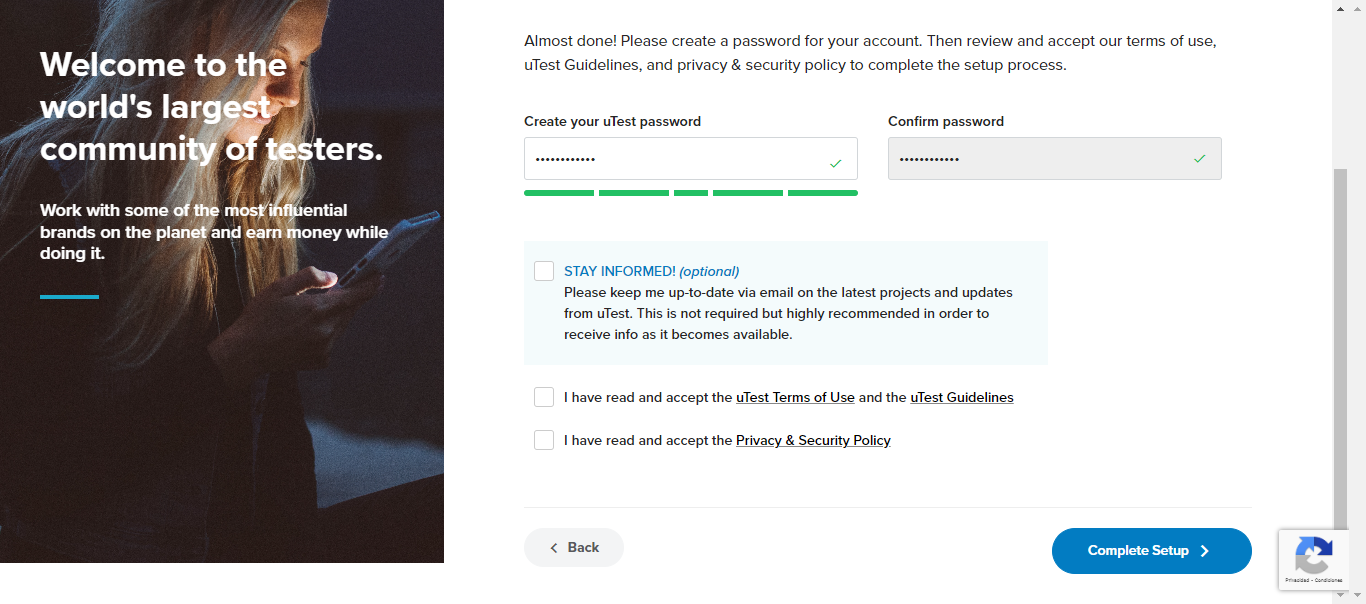 Welcome to the
world's largest
community of testers.
Work with some of the most influential
brands on the planet and earn money while
doing it.
Almost done! Please create a password for your account. Then review and accept our terms of use,
uTest Guidelines, and privacy & security policy to complete the setup process.
Create your uTest password
Confirm password
••••••••••••
••••••••••••
STAY INFORMED! (optional)
Please keep me up-to-date via email on the latest projects and updates
from uTest. This is not required but highly recommended in order to
receive info as it becomes available.
I have read and accept the uTest Terms of Use and the uTest Guidelines
I have read and accept the Privacy & Security Policy
Back
Complete Setup
Privacidad - Condiciones